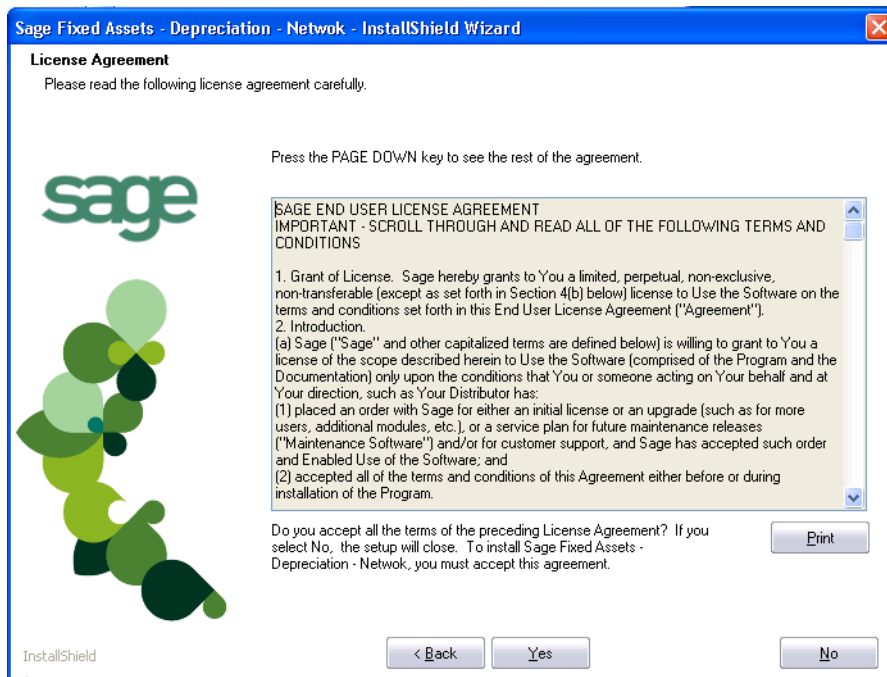 Sage Fixed Assets - Depreciation - Netwok - InstallShield Wizard
License Agreement
Please read the following license agreement carefully.
Press the PAGE DOWN key to see the rest of the agreement.
sage
SAGE END USER LICENSE AGREEMENT
IMPORTANT - SCROLL THROUGH AND READ ALL OF THE FOLLOWING TERMS AND
CONDITIONS
1. Grant of License.  Sage hereby grants to You a limited, perpetual, non-exclusive,
non-transferable (except as set forth in Section 4(b) below) license to Use the Software on the
terms and conditions set forth in this End User License Agreement ("Agreement").
2. Introduction.
(a) Sage ("Sage" and other capitalized terms are defined below) is willing to grant to You a
license of the scope described herein to Use the Software (comprised of the Program and the
Documentation) only upon the conditions that You or someone acting on Your behalf and at
Your direction, such as Your Distributor has:
(1) placed an order with Sage for either an initial license or an upgrade (such as for more
users, additional modules, etc.), or a service plan for future maintenance releases
("Maintenance Software") and/or for customer support, and Sage has accepted such order
and Enabled Use of the Software; and
(2) accepted all of the terms and conditions of this Agreement either before or during
installation of the Program.
Do you accept all the terms of the preceding License Agreement?  If you
select No,  the setup will close.  To install Sage Fixed Assets -
Depreciation - Netwok, you must accept this agreement.
Print
InstallShield
< Back
Yes
No